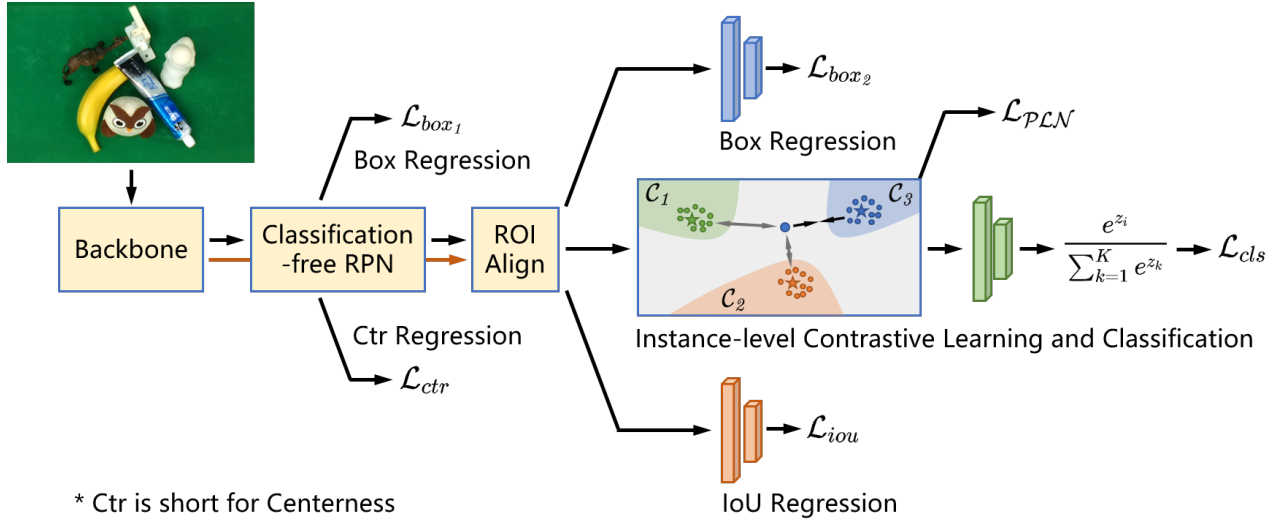 Backbone
Classification
-free RPN
ROI
Align
ℒ_{box_1}
Box Regression
Ctr Regression
ℒ_{ctr}
ℒ_{box_2}
Box Regression
ℒ_{𝒫ℒ𝒩}
𝒞_1
𝒞_3
𝒞_2
\frac{e^{z_i}}{\sum_{k=1}^{K} e^{z_k}}
ℒ_{cls}
Instance-level Contrastive Learning and Classification
ℒ_{iou}
IoU Regression
* Ctr is short for Centerness